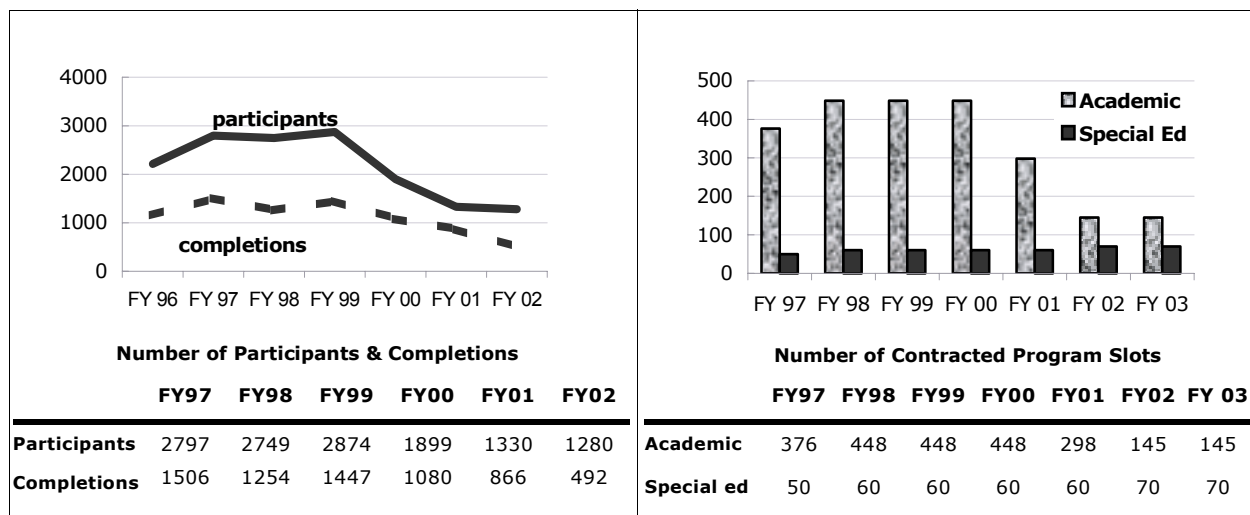 4000
3000
2000
1000
0
participants
completions
FY 96 FY 97 FY 98 FY 99 FY 00 FY 01 FY 02
Number of Participants & Completions
FY97 FY98 FY99 FY00 FY01 FY02
Participants 2797 2749 2874 1899 1330 1280
Completions 1506 1254 1447 1080 866 492
500
400
300
200
100
0
Academic
Special Ed
FY 97 FY 98 FY 99 FY 00 FY 01 FY 02 FY 03
Number of Contracted Program Slots
FY97 FY98 FY99 FY00 FY01 FY02 FY 03
Academic 376 448 448 448 298 145 145
Special ed 50 60 60 60 60 70 70